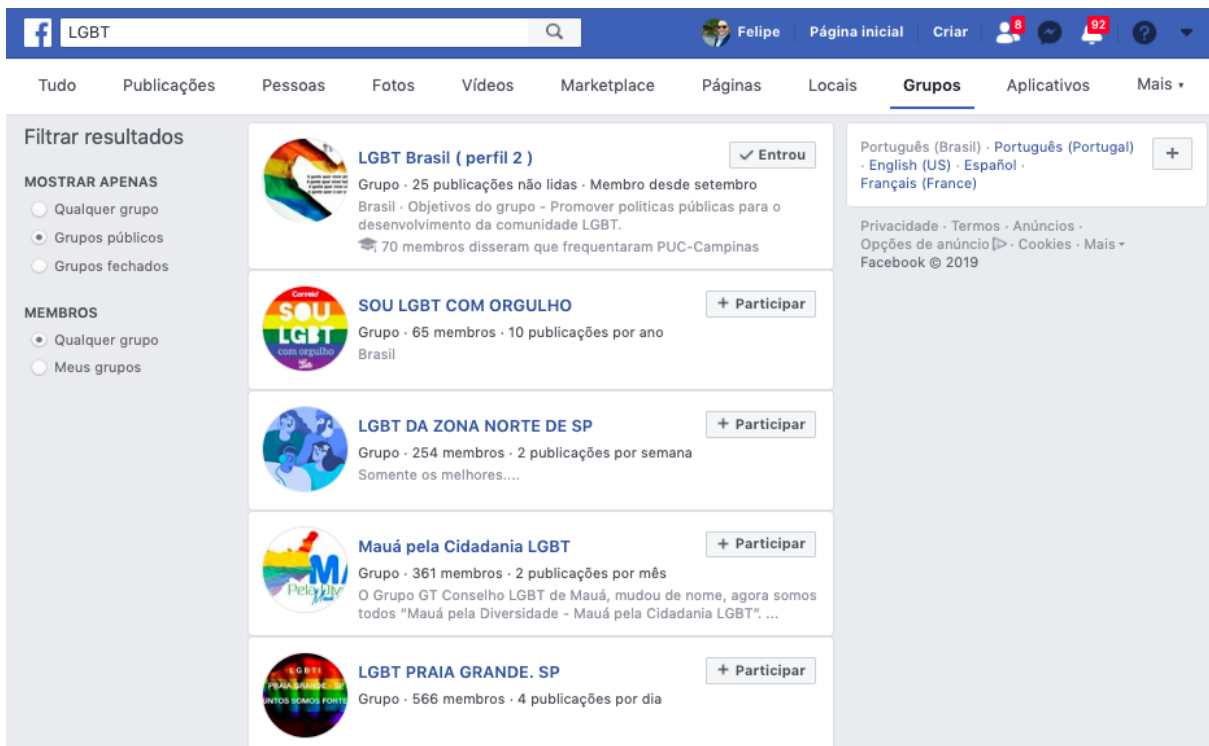 LGBT
Felipe Página inicial Criar 8 92
Tudo Publicações Pessoas Fotos Vídeos Marketplace Páginas Locais Grupos Aplicativos Mais
Filtrar resultados
MOSTRAR APENAS
Qualquer grupo
Grupos públicos
Grupos fechados
MEMBROS
Qualquer grupo
Meus grupos
LGBT Brasil ( perfil 2 )
Entrou
Grupo · 25 publicações não lidas · Membro desde setembro
Brasil · Objetivos do grupo - Promover politicas públicas para o
desenvolvimento da comunidade LGBT.
70 membros disseram que frequentaram PUC-Campinas
Correio
SOU
LGBT
com orgulho
SOU LGBT COM ORGULHO
+ Participar
Grupo · 65 membros · 10 publicações por ano
Brasil
LGBT DA ZONA NORTE DE SP
+ Participar
Grupo · 254 membros · 2 publicações por semana
Somente os melhores....
Mauá pela Cidadania LGBT
+ Participar
Grupo · 361 membros · 2 publicações por mês
O Grupo GT Conselho LGBT de Mauá, mudou de nome, agora somos
todos "Mauá pela Diversidade - Mauá pela Cidadania LGBT". ...
LGBTI
PRAIA GRANDE - SP
LGBT PRAIA GRANDE. SP
+ Participar
Grupo · 566 membros · 4 publicações por dia
Português (Brasil) · Português (Portugal)
· English (US) · Español ·
Français (France)
+
Privacidade · Termos · Anúncios ·
Opções de anúncio · Cookies · Mais
Facebook © 2019